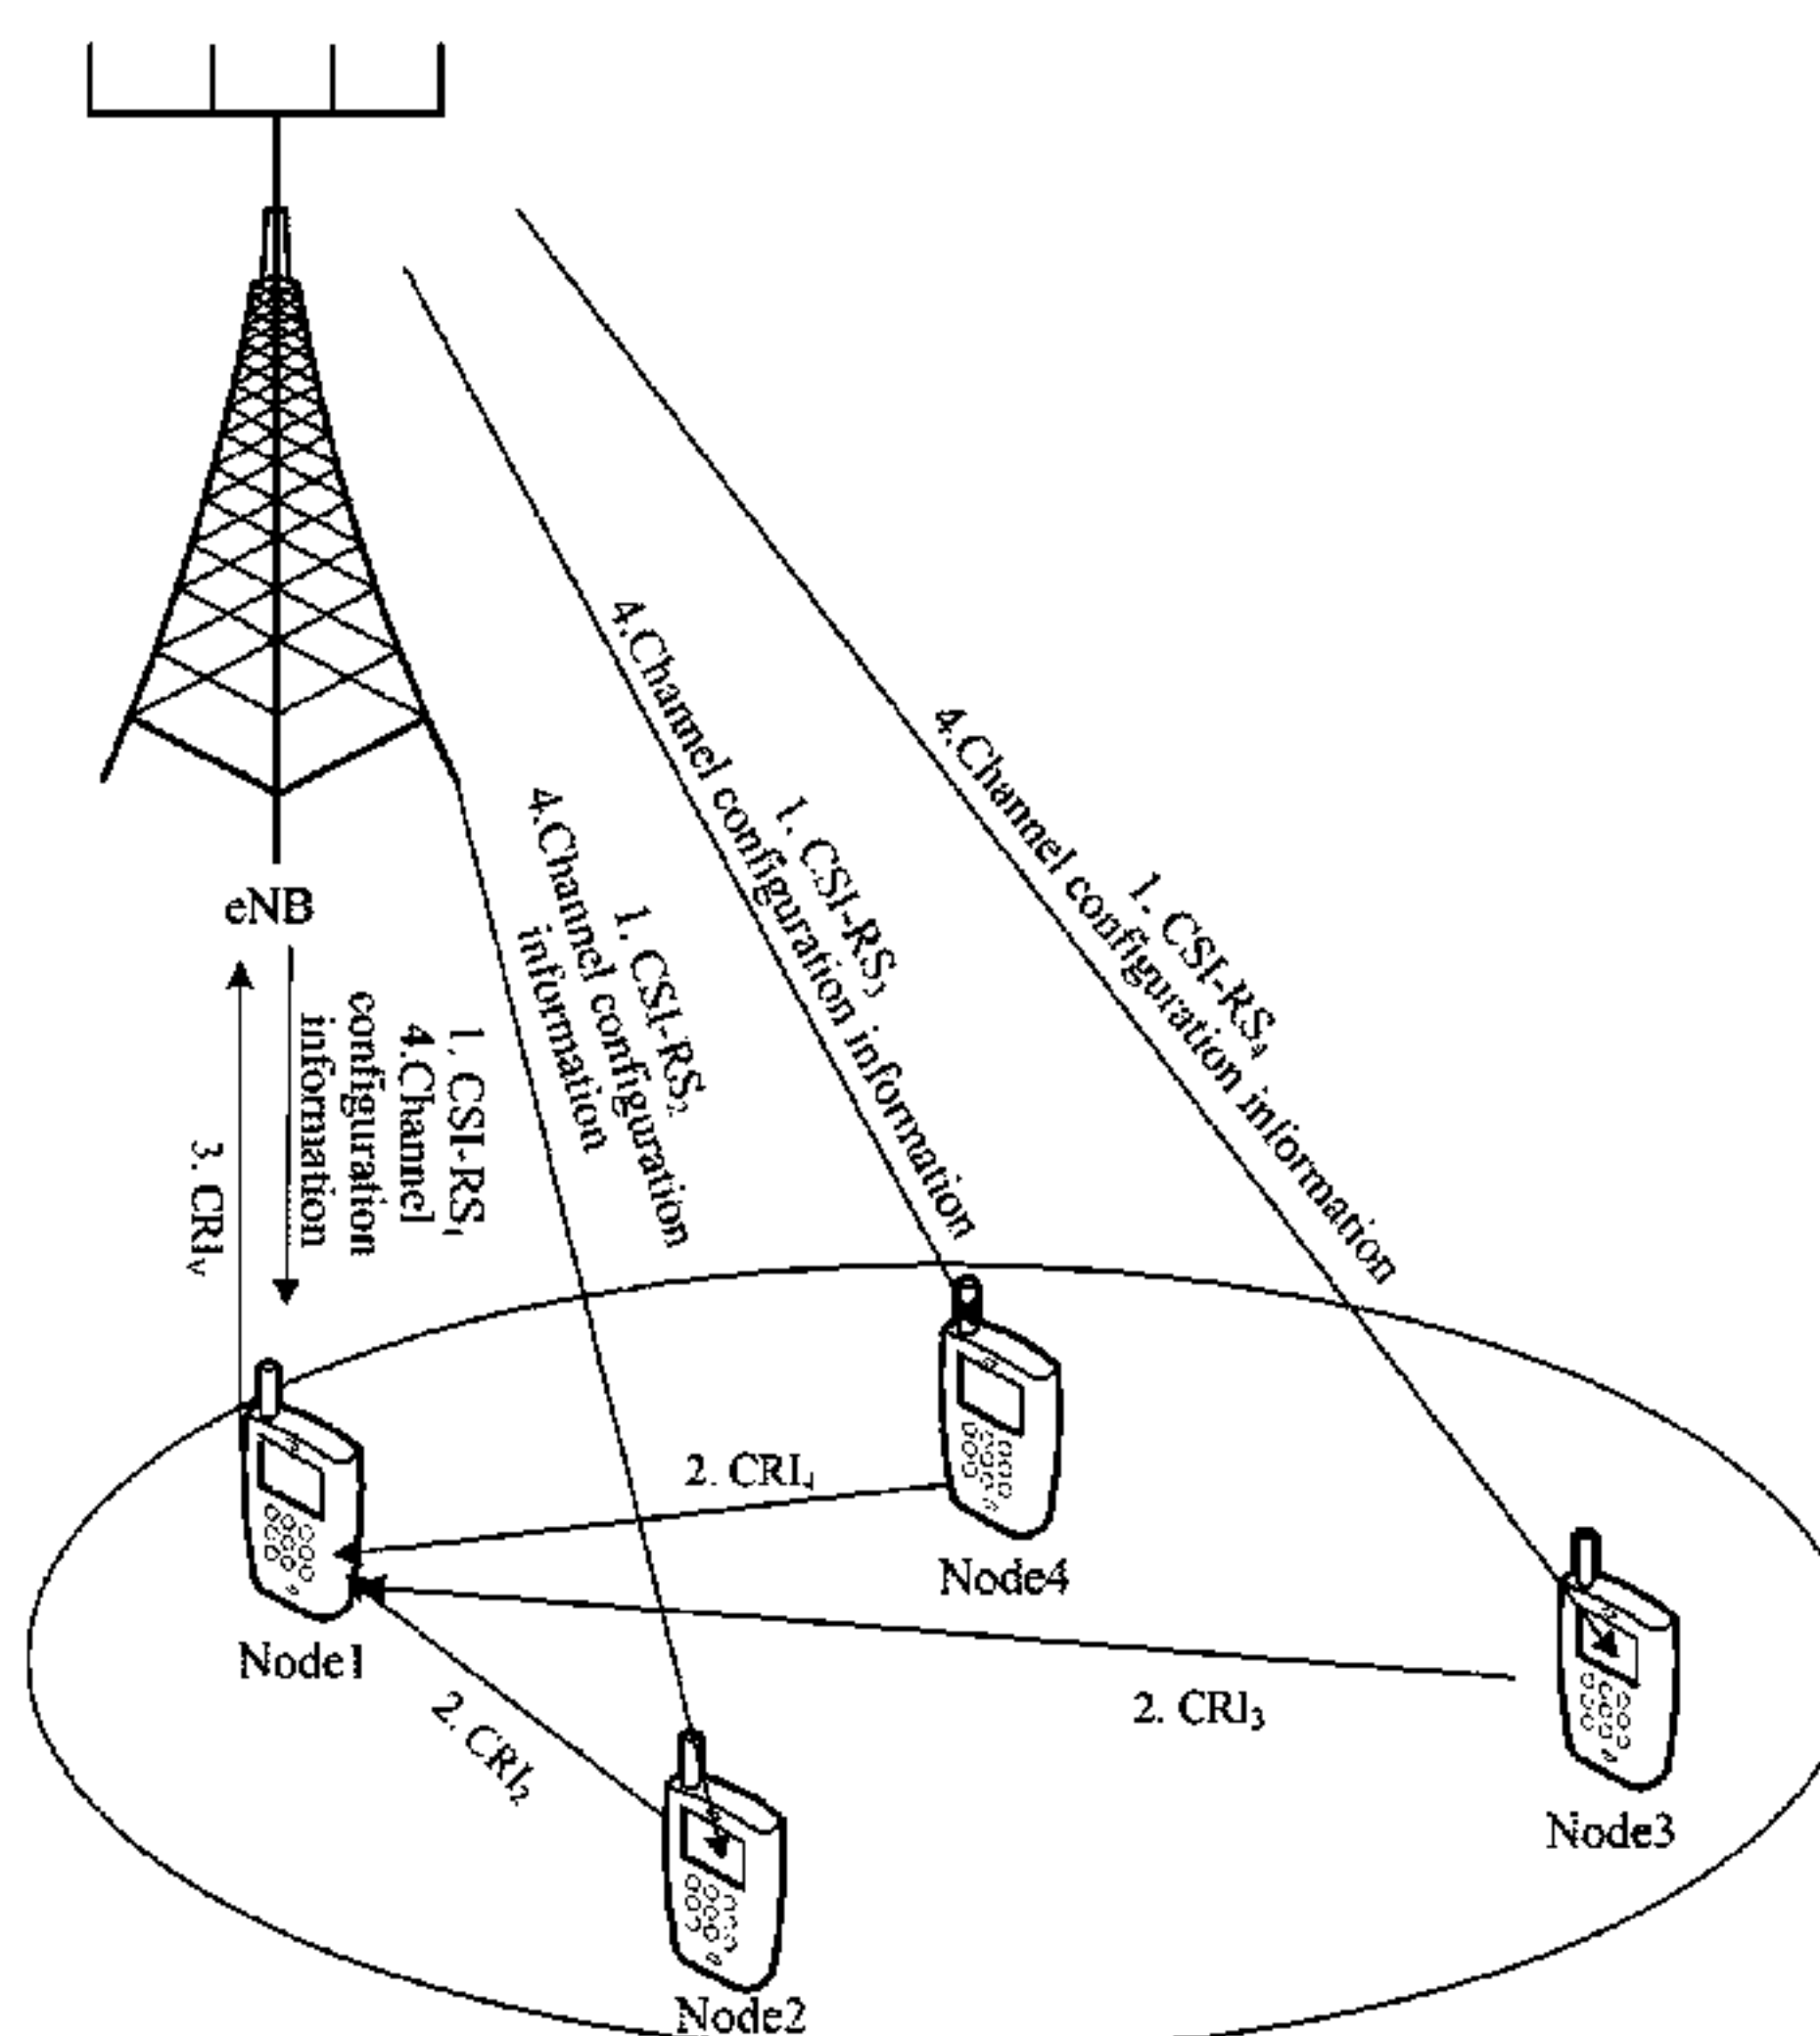 eNB
3. CRIᵥ
1. CSI-RS₁
4.Channel
configuration
information
1. CSI-RS₂
4.Channel configuration
information
1. CSI-RS₃
4.Channel configuration information
1. CSI-RS₄
4.Channel configuration information
2. CRI₄
Node4
Node1
2. CRI₃
2. CRI₂
Node3
Node2